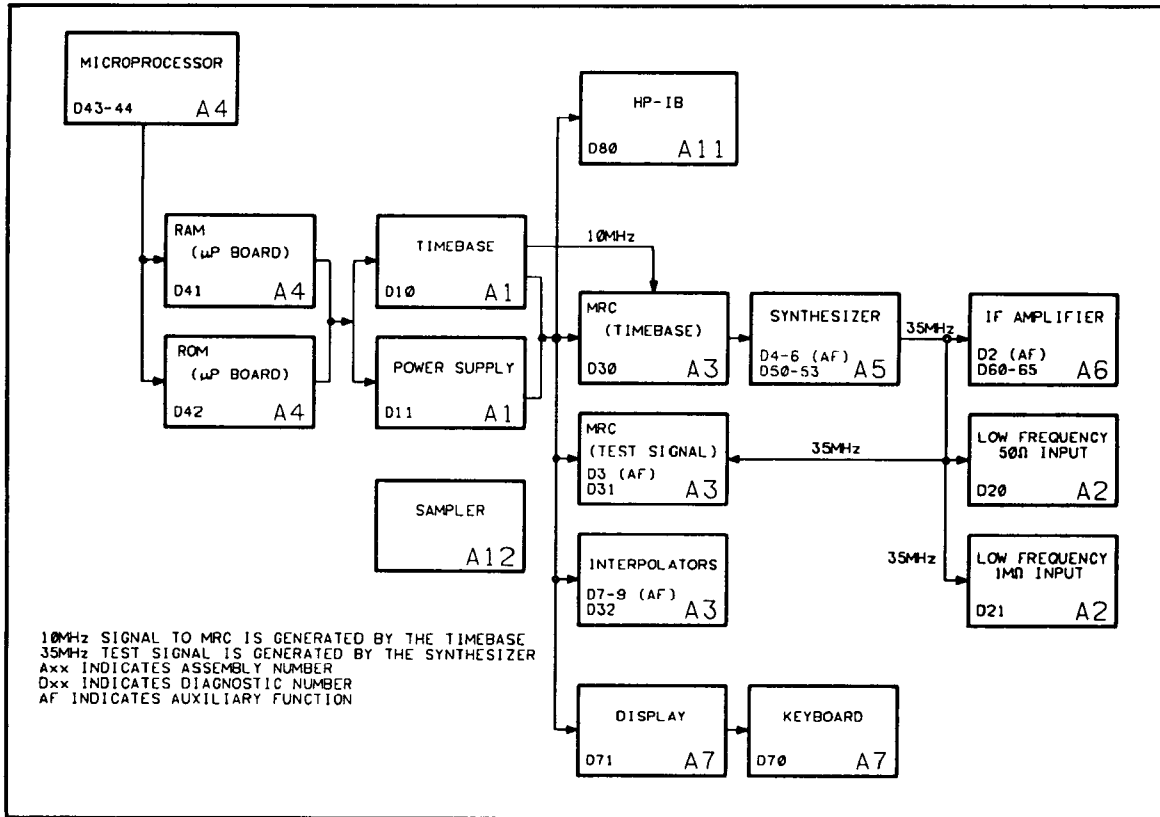 MICROPROCESSOR
D43-44 A4
HP-IB
D80 A11
RAM
(µP BOARD)
D41 A4
TIMEBASE
D10 A1
10MHz
ROM
(µP BOARD)
D42 A4
POWER SUPPLY
D11 A1
MRC
(TIMEBASE)
D30 A3
SYNTHESIZER
D4-6 (AF)
D50-53 A5
35MHz
IF AMPLIFIER
D2 (AF)
D60-65 A6
MRC
(TEST SIGNAL)
D3 (AF)
D31 A3
35MHz
LOW FREQUENCY
50Ω INPUT
D20 A2
SAMPLER
A12
INTERPOLATORS
D7-9 (AF)
D32 A3
35MHz
LOW FREQUENCY
1MΩ INPUT
D21 A2
10MHz SIGNAL TO MRC IS GENERATED BY THE TIMEBASE
35MHz TEST SIGNAL IS GENERATED BY THE SYNTHESIZER
Axx INDICATES ASSEMBLY NUMBER
Dxx INDICATES DIAGNOSTIC NUMBER
AF INDICATES AUXILIARY FUNCTION
DISPLAY
D71 A7
KEYBOARD
D70 A7